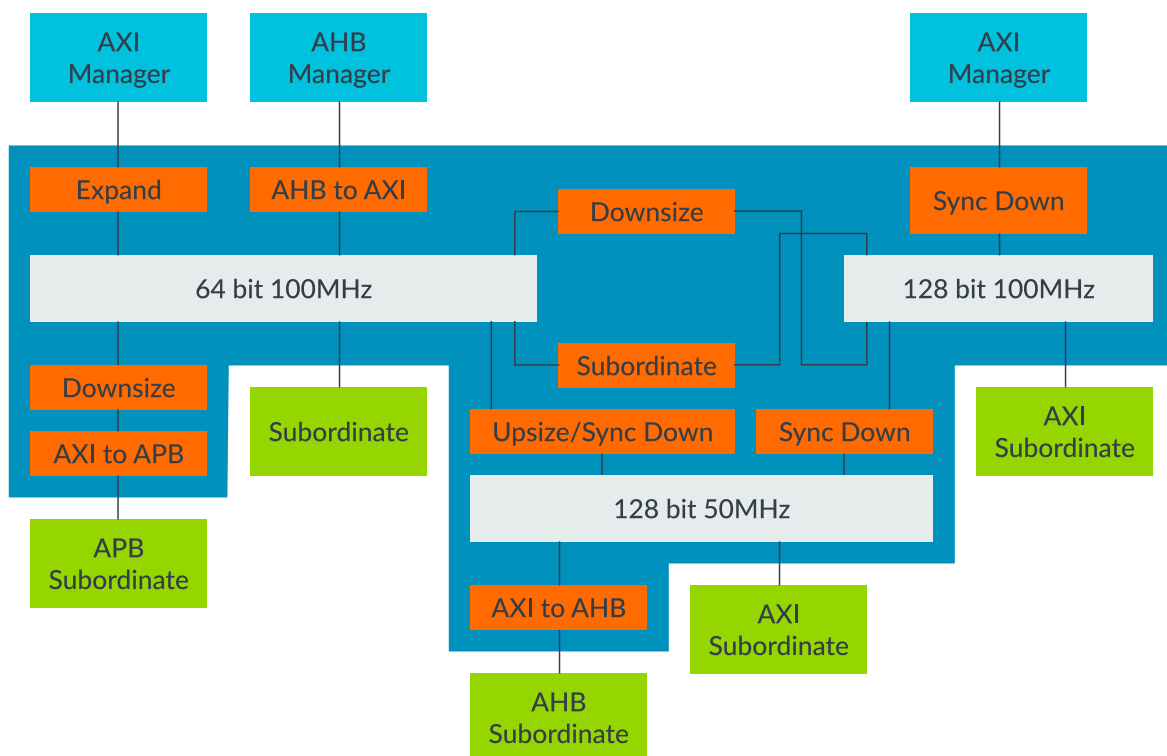 AXI
Manager
AHB
Manager
AXI
Manager
Expand
AHB to AXI
Downsize
Sync Down
64 bit 100MHz
128 bit 100MHz
Downsize
Subordinate
AXI to APB
Subordinate
Upsize/Sync Down
Sync Down
AXI
Subordinate
128 bit 50MHz
APB
Subordinate
AXI to AHB
AXI
Subordinate
AHB
Subordinate